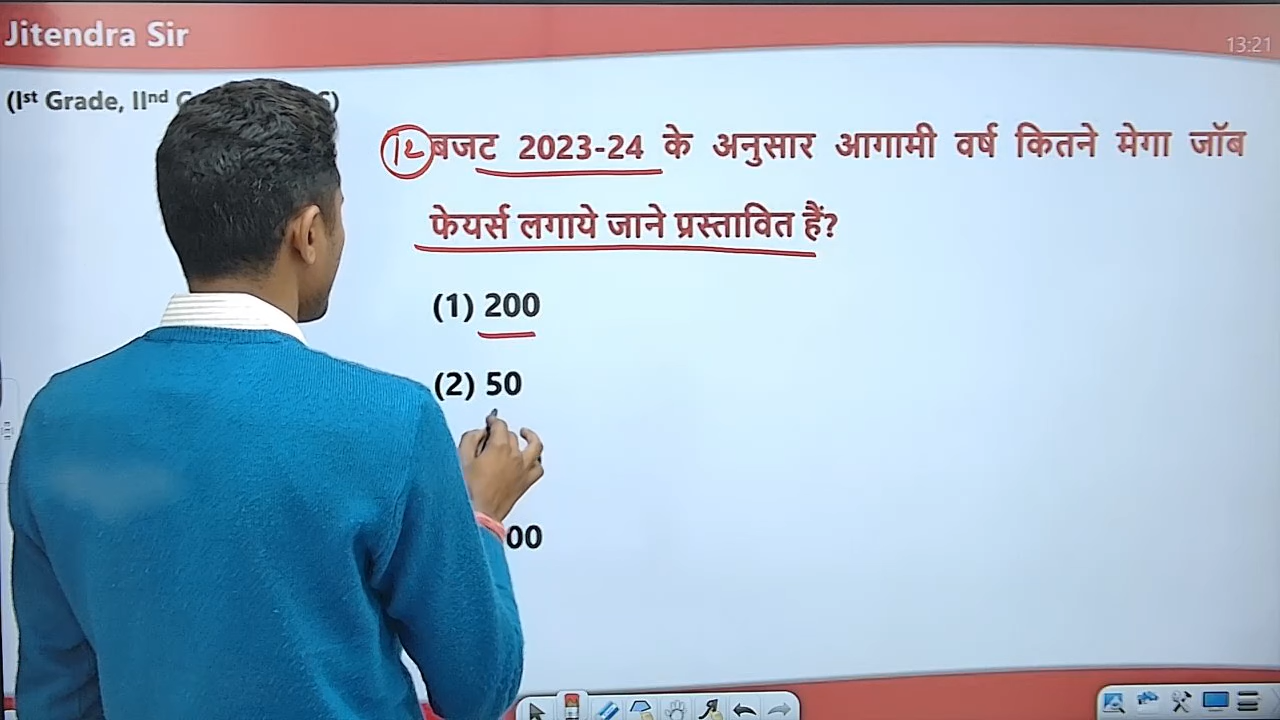 Jitendra Sir
13:21
(Ist Grade, IInd
12 बजट 2023-24 के अनुसार आगामी वर्ष कितने मेगा जॉब
फेयर्स लगाये जाने प्रस्तावित हैं?
(1) 200
(2) 50
00